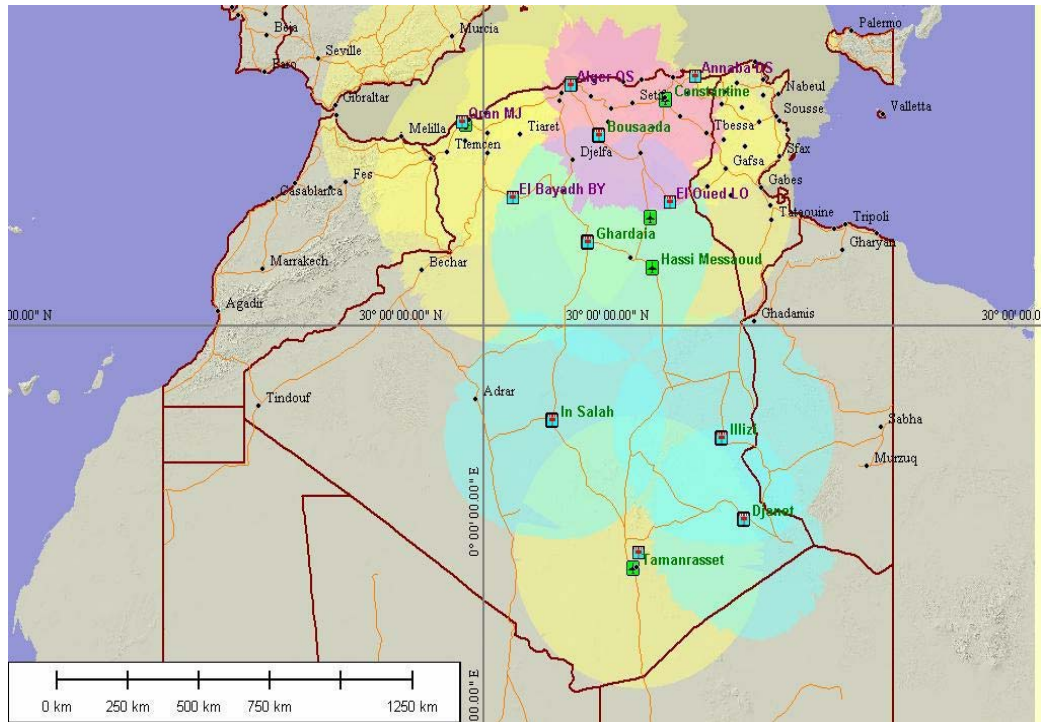 Palermo
Beja
Murcia
Seville
Faro
Alger OS
Annaba DS
Constantine
Nabeul
Gibraltar
Setif
Sousse
Valletta
Oran MJ
Melilla
Tiaret
Bousaada
Tbessa
Tlemcen
Djelfa
Sfax
Gafsa
Fes
El Bayadh BY
El Oued LO
Gabes
Casablanca
Tataouine
Tripoli
Ghardaia
Gharyan
Marrakech
Bechar
Hassi Messaoud
Agadir
Ghadamis
00.00" N
30° 00'00.00" N
30° 00'00.00" N
30° 00'00.0
Adrar
Tindouf
In Salah
Illizi
Sabha
Murzuq
0° 00'00.00" E
Djanet
Tamanrasset
00.00" E
0 km 250 km 500 km 750 km 1250 km